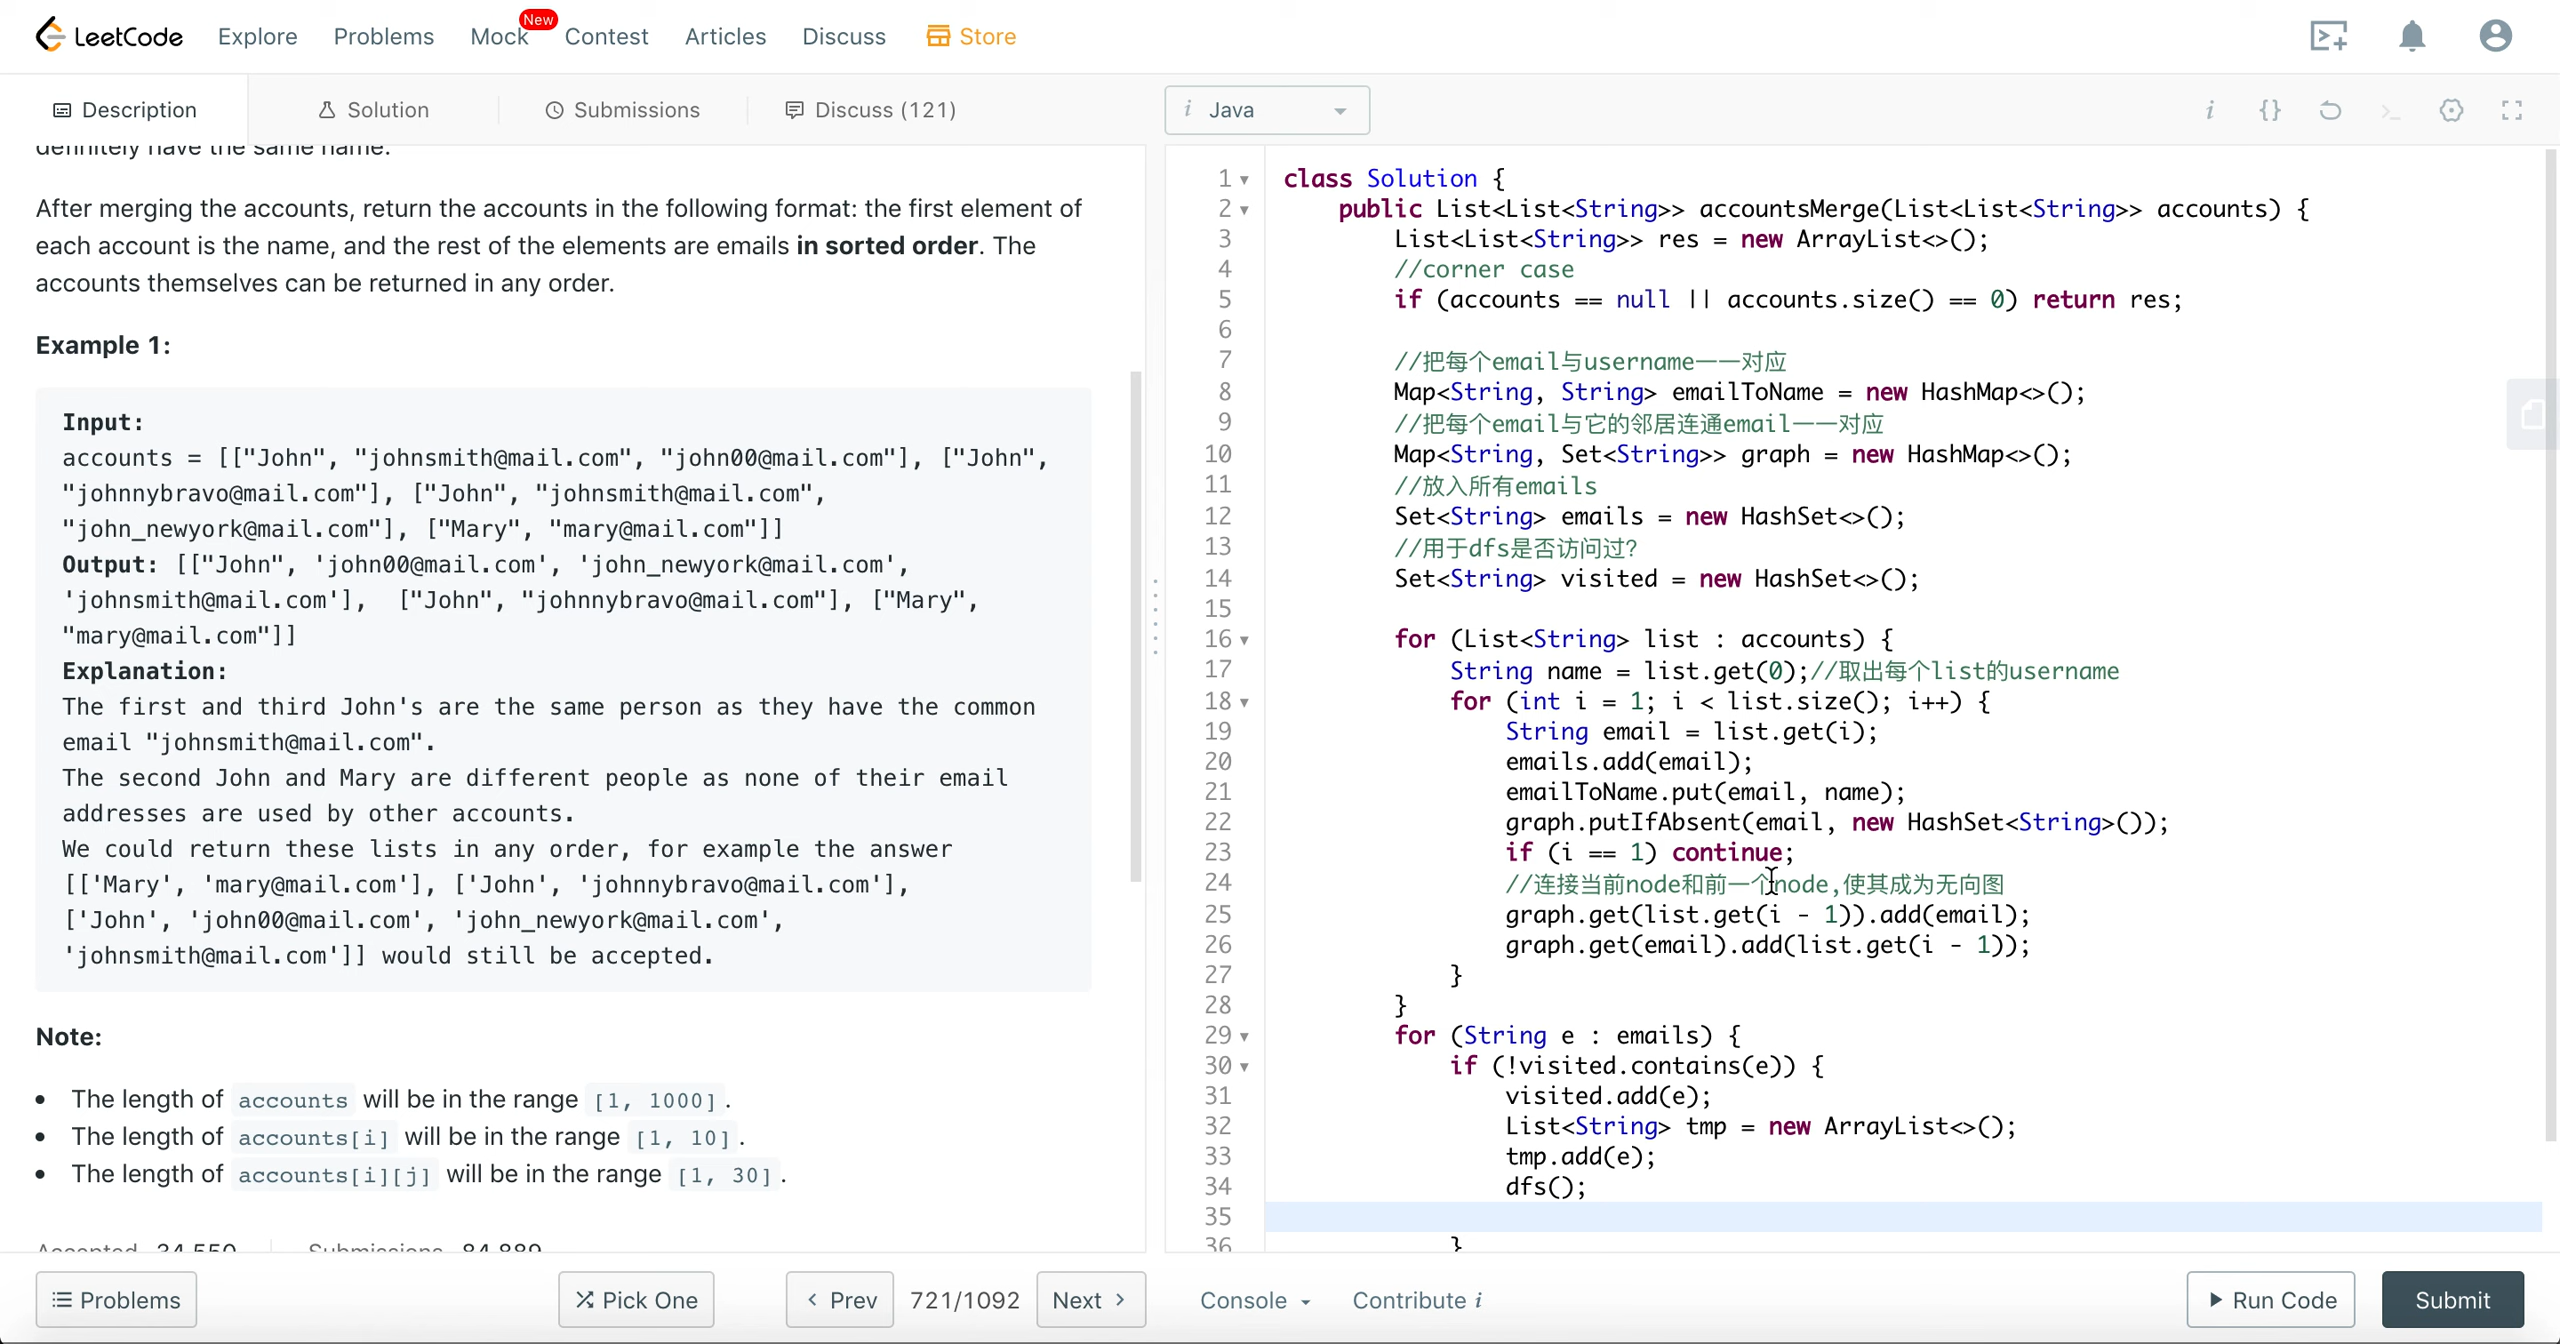 LeetCode Explore Problems Mock New Contest Articles Discuss Store
Description Solution Submissions Discuss (121)
definitely have the same name.
After merging the accounts, return the accounts in the following format: the first element of
each account is the name, and the rest of the elements are emails in sorted order. The
accounts themselves can be returned in any order.
Example 1:
Input:
accounts = [["John", "johnsmith@mail.com", "john00@mail.com"], ["John",
"johnnybravo@mail.com"], ["John", "johnsmith@mail.com",
"john_newyork@mail.com"], ["Mary", "mary@mail.com"]]
Output: [["John", 'john00@mail.com', 'john_newyork@mail.com',
'johnsmith@mail.com'],  ["John", "johnnybravo@mail.com"], ["Mary",
"mary@mail.com"]]
Explanation:
The first and third John's are the same person as they have the common
email "johnsmith@mail.com".
The second John and Mary are different people as none of their email
addresses are used by other accounts.
We could return these lists in any order, for example the answer
[['Mary', 'mary@mail.com'], ['John', 'johnnybravo@mail.com'],
['John', 'john00@mail.com', 'john_newyork@mail.com',
'johnsmith@mail.com']] would still be accepted.
Note:
• The length of accounts will be in the range [1, 1000].
• The length of accounts[i] will be in the range [1, 10].
• The length of accounts[i][j] will be in the range [1, 30].
Accepted 34,550 Submissions 84,889
Problems Pick One Prev 721/1092 Next
i Java
1 class Solution {
2 public List<List<String>> accountsMerge(List<List<String>> accounts) {
3 List<List<String>> res = new ArrayList<>();
4 //corner case
5 if (accounts == null || accounts.size() == 0) return res;
6
7 //把每个email与username一一对应
8 Map<String, String> emailToName = new HashMap<>();
9 //把每个email与它的邻居连通email一一对应
10 Map<String, Set<String>> graph = new HashMap<>();
11 //放入所有emails
12 Set<String> emails = new HashSet<>();
13 //用于dfs是否访问过?
14 Set<String> visited = new HashSet<>();
15
16 for (List<String> list : accounts) {
17 String name = list.get(0);//取出每个list的username
18 for (int i = 1; i < list.size(); i++) {
19 String email = list.get(i);
20 emails.add(email);
21 emailToName.put(email, name);
22 graph.putIfAbsent(email, new HashSet<String>());
23 if (i == 1) continue;
24 //连接当前node和前一个node,使其成为无向图
25 graph.get(list.get(i - 1)).add(email);
26 graph.get(email).add(list.get(i - 1));
27 }
28 }
29 for (String e : emails) {
30 if (!visited.contains(e)) {
31 visited.add(e);
32 List<String> tmp = new ArrayList<>();
33 tmp.add(e);
34 dfs();
35
36 }
Console Contribute i Run Code Submit